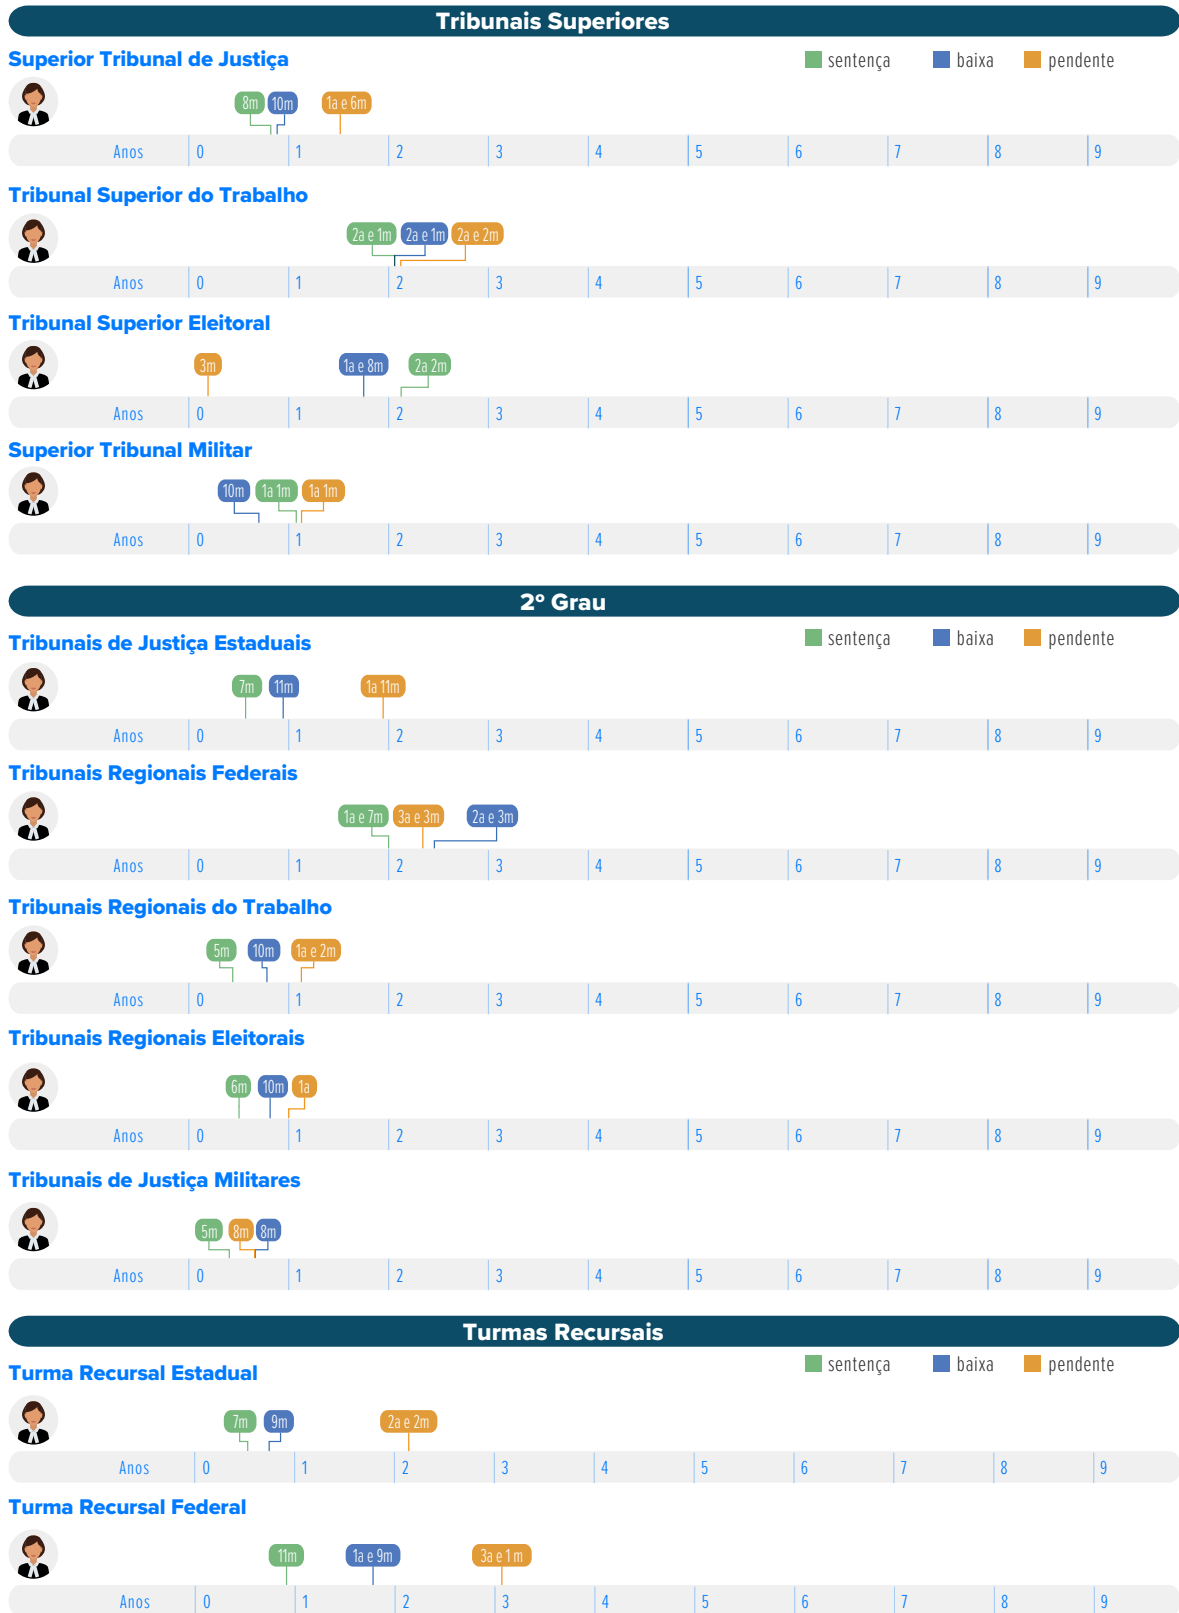 Tribunais Superiores
Superior Tribunal de Justiça
sentença baixa pendente
8m 10m 1a e 6m
Anos 0 1 2 3 4 5 6 7 8 9
Tribunal Superior do Trabalho
2a e 1m 2a e 1m 2a e 2m
Anos 0 1 2 3 4 5 6 7 8 9
Tribunal Superior Eleitoral
3m 1a e 8m 2a 2m
Anos 0 1 2 3 4 5 6 7 8 9
Superior Tribunal Militar
10m 1a 1m 1a 1m
Anos 0 1 2 3 4 5 6 7 8 9
2º Grau
Tribunais de Justiça Estaduais
sentença baixa pendente
7m 11m 1a 11m
Anos 0 1 2 3 4 5 6 7 8 9
Tribunais Regionais Federais
1a e 7m 3a e 3m 2a e 3m
Anos 0 1 2 3 4 5 6 7 8 9
Tribunais Regionais do Trabalho
5m 10m 1a e 2m
Anos 0 1 2 3 4 5 6 7 8 9
Tribunais Regionais Eleitorais
6m 10m 1a
Anos 0 1 2 3 4 5 6 7 8 9
Tribunais de Justiça Militares
5m 8m 8m
Anos 0 1 2 3 4 5 6 7 8 9
Turmas Recursais
Turma Recursal Estadual
sentença baixa pendente
7m 9m 2a e 2m
Anos 0 1 2 3 4 5 6 7 8 9
Turma Recursal Federal
11m 1a e 9m 3a e 1 m
Anos 0 1 2 3 4 5 6 7 8 9